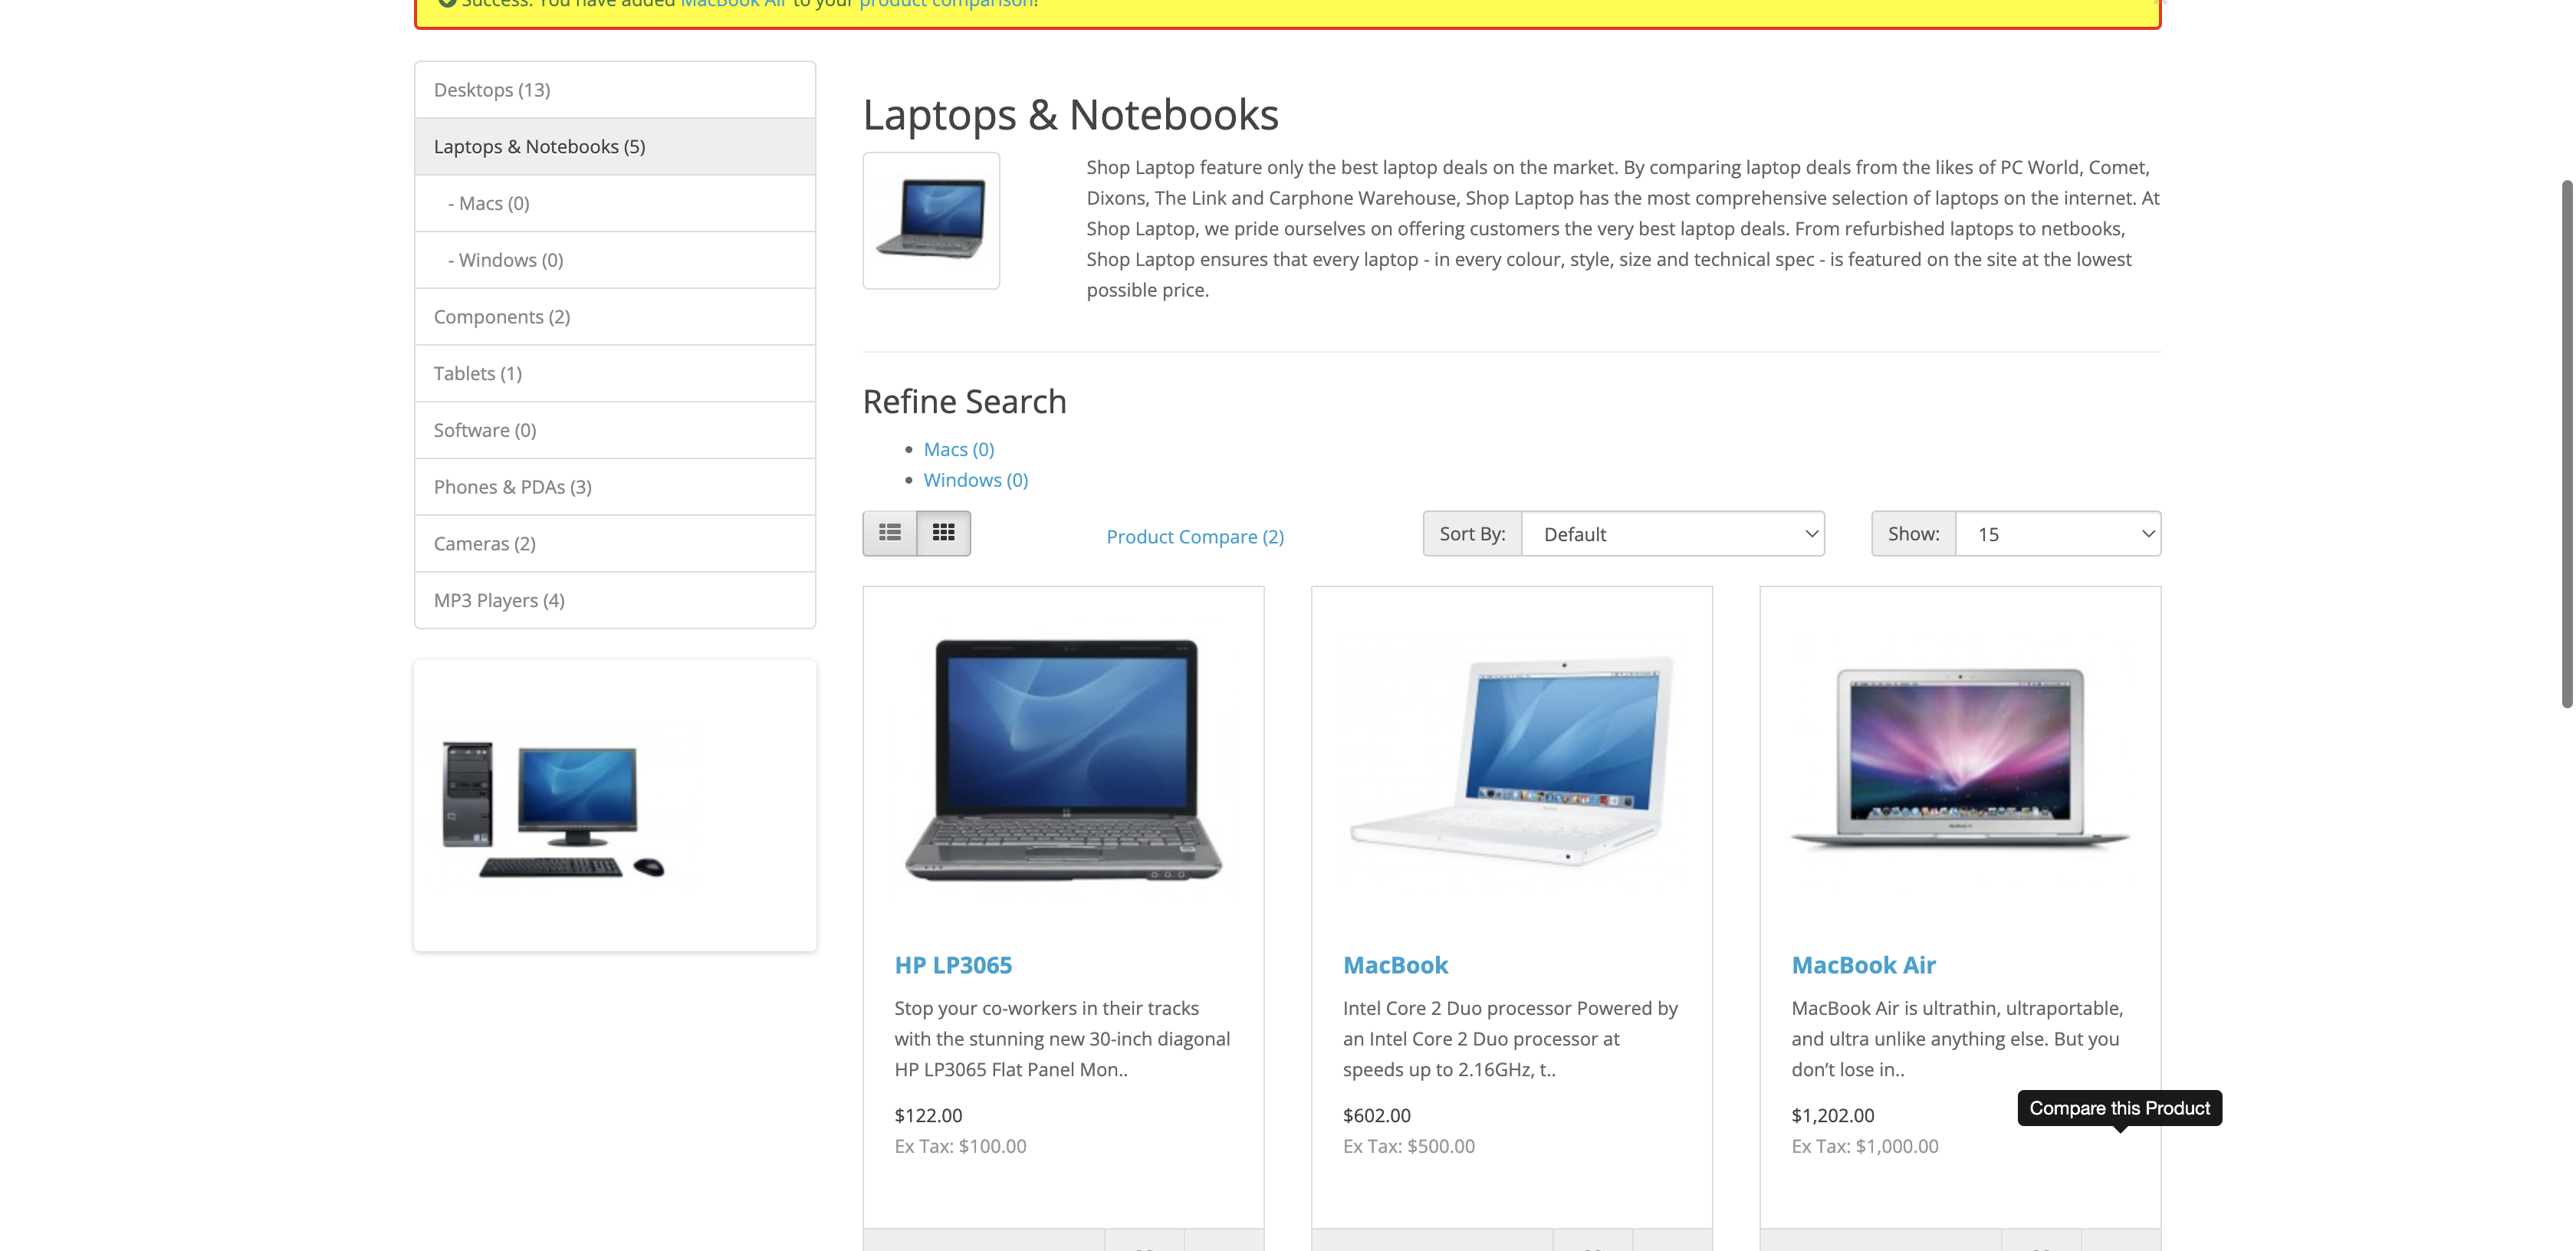 Success: You have added MacBook Air to your product comparison!
Desktops (13)
Laptops & Notebooks (5)
- Macs (0)
- Windows (0)
Components (2)
Tablets (1)
Software (0)
Phones & PDAs (3)
Cameras (2)
MP3 Players (4)
Laptops & Notebooks
Shop Laptop feature only the best laptop deals on the market. By comparing laptop deals from the likes of PC World, Comet,
Dixons, The Link and Carphone Warehouse, Shop Laptop has the most comprehensive selection of laptops on the internet. At
Shop Laptop, we pride ourselves on offering customers the very best laptop deals. From refurbished laptops to netbooks,
Shop Laptop ensures that every laptop - in every colour, style, size and technical spec - is featured on the site at the lowest
possible price.
Refine Search
Macs (0)
Windows (0)
Product Compare (2)
Sort By:
Default
Show:
15
HP LP3065
Stop your co-workers in their tracks
with the stunning new 30-inch diagonal
HP LP3065 Flat Panel Mon..
$122.00
Ex Tax: $100.00
MacBook
Intel Core 2 Duo processor Powered by
an Intel Core 2 Duo processor at
speeds up to 2.16GHz, t..
$602.00
Ex Tax: $500.00
MacBook Air
MacBook Air is ultrathin, ultraportable,
and ultra unlike anything else. But you
don’t lose in..
$1,202.00
Ex Tax: $1,000.00
Compare this Product